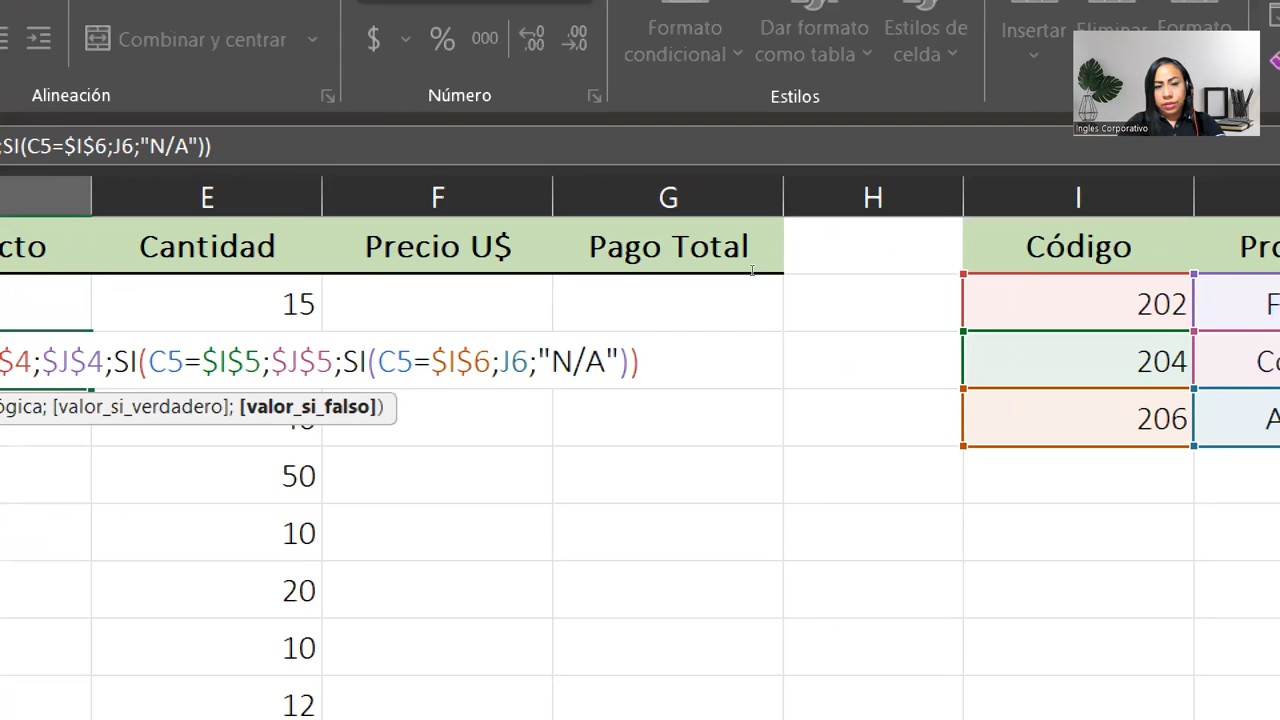 Combinar y centrar
$ % 000
Formato condicional
Dar formato como tabla
Estilos de celda
Insertar Eliminar Formato
Alineación
Número
Estilos
Ingles Corporativo
;SI(C5=$I$6;J6;"N/A"))
E F G H I
cto Cantidad Precio U$ Pago Total Código Pro
15 202 F
$4;$J$4;SI(C5=$I$5;$J$5;SI(C5=$I$6;J6;"N/A")) 204 Co
ógica; [valor_si_verdadero]; [valor_si_falso])
206 A
50
10
20
10
12